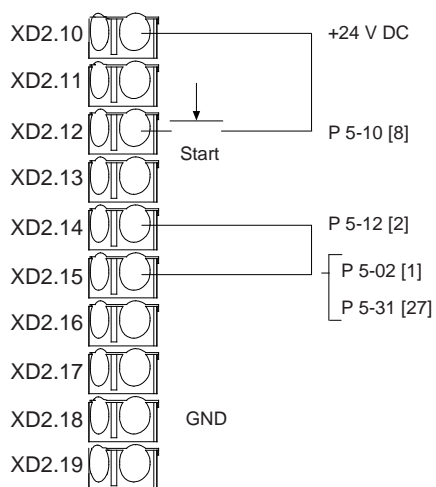 XD2.10 +24 V DC
XD2.11
XD2.12 P 5-10 [8]
Start
XD2.13
XD2.14 P 5-12 [2]
XD2.15 P 5-02 [1]
P 5-31 [27]
XD2.16
XD2.17
XD2.18 GND
XD2.19